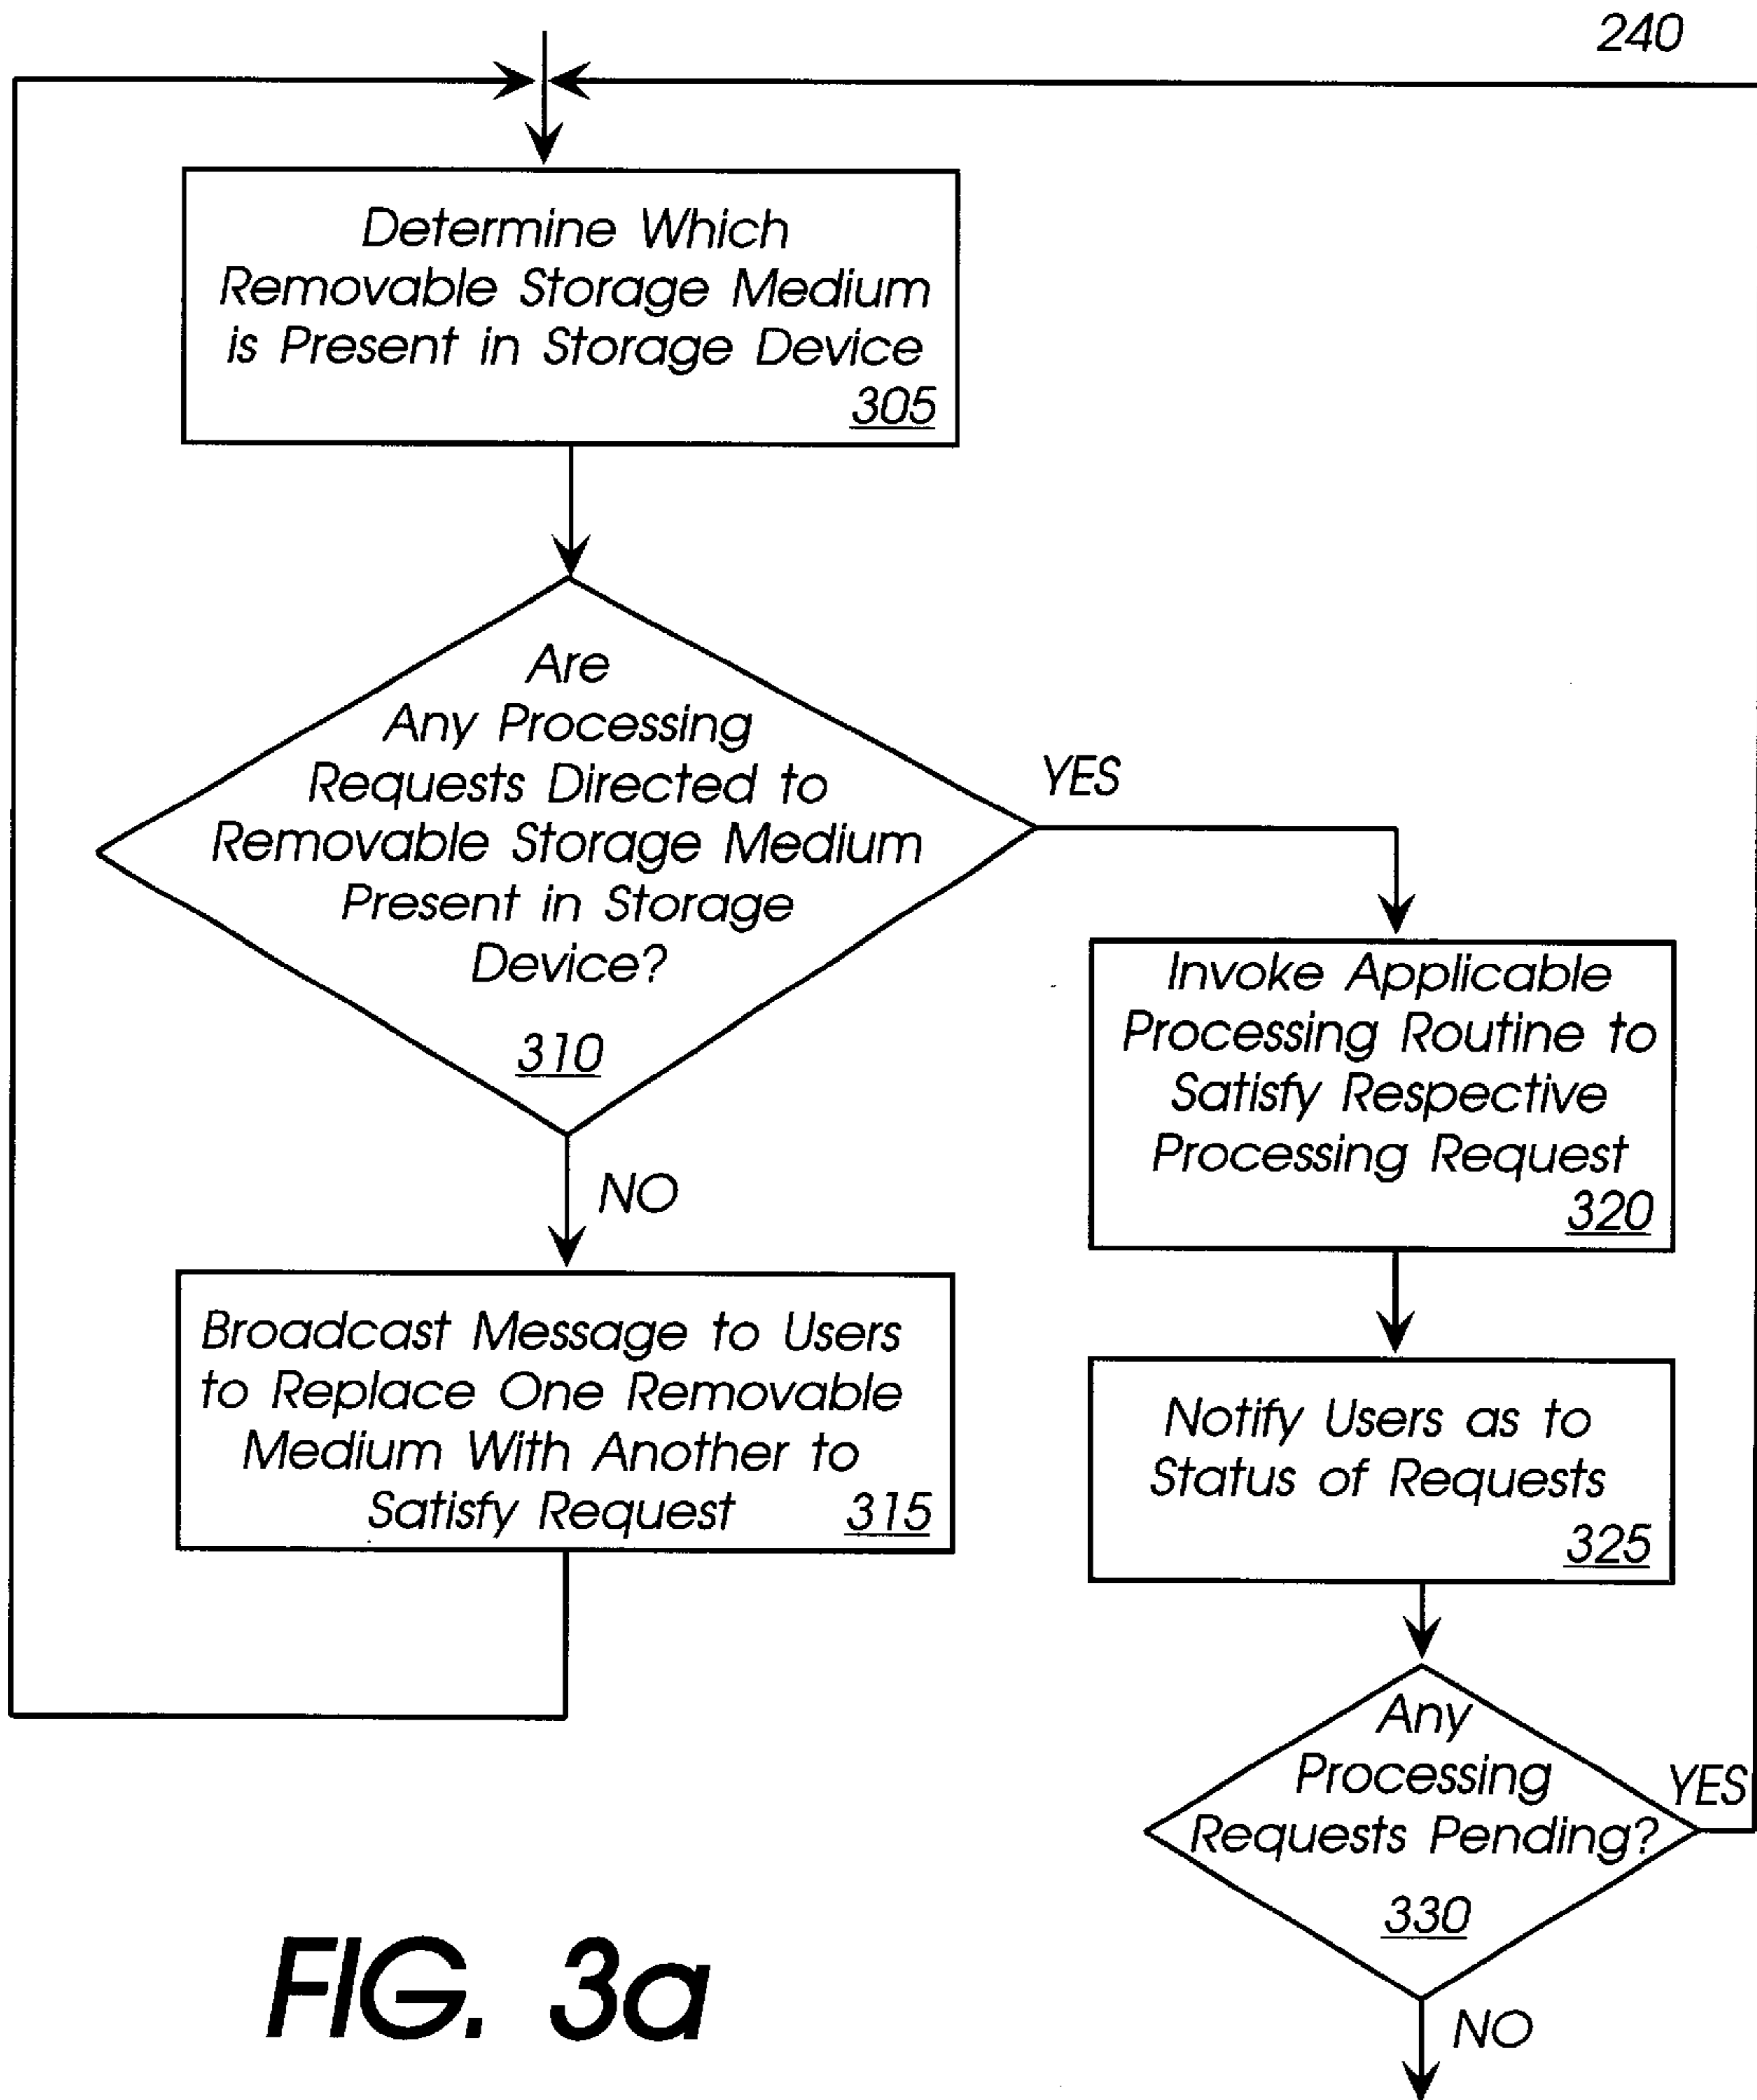 240
Determine Which
Removable Storage Medium
is Present in Storage Device
305
Are
Any Processing
Requests Directed to
Removable Storage Medium
Present in Storage
Device?
310
YES
NO
Broadcast Message to Users
to Replace One Removable
Medium With Another to
Satisfy Request 315
Invoke Applicable
Processing Routine to
Satisfy Respective
Processing Request
320
Notify Users as to
Status of Requests
325
Any
Processing
Requests Pending?
330
YES
NO
FIG. 3a